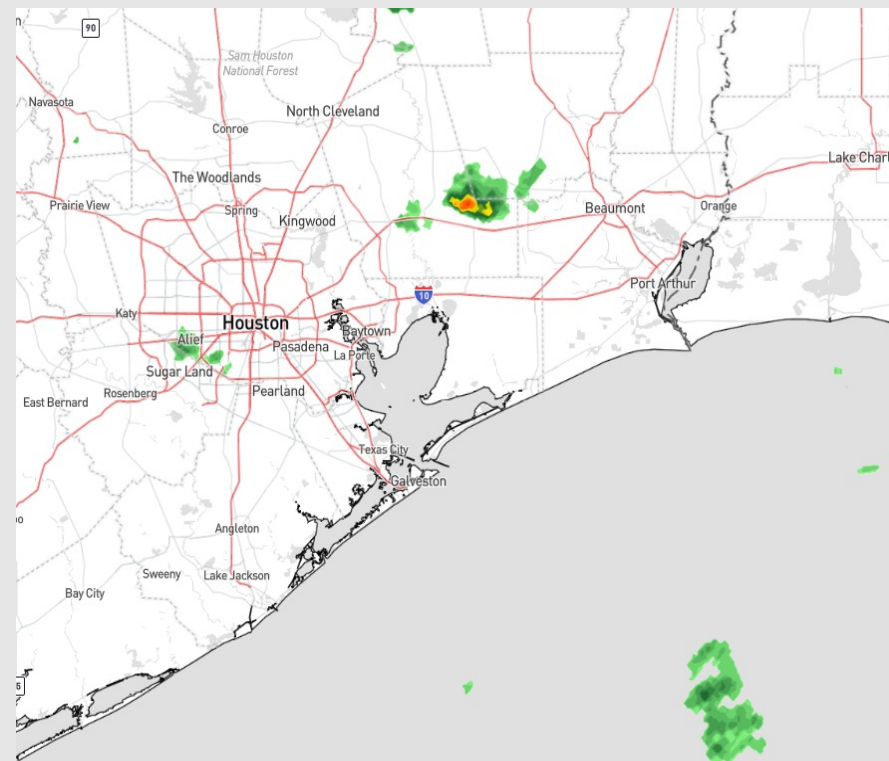 90
Sam Houston
National Forest
Navasota
North Cleveland
Conroe
Lake Charl
The Woodlands
Prairie View
Spring
Kingwood
Beaumont
Orange
Port Arthur
10
Katy
Houston
Baytown
Alief
Pasadena
La Porte
Sugar Land
Pearland
Rosenberg
East Bernard
Texas City
Galveston
Angleton
Sweeny
Lake Jackson
Bay City